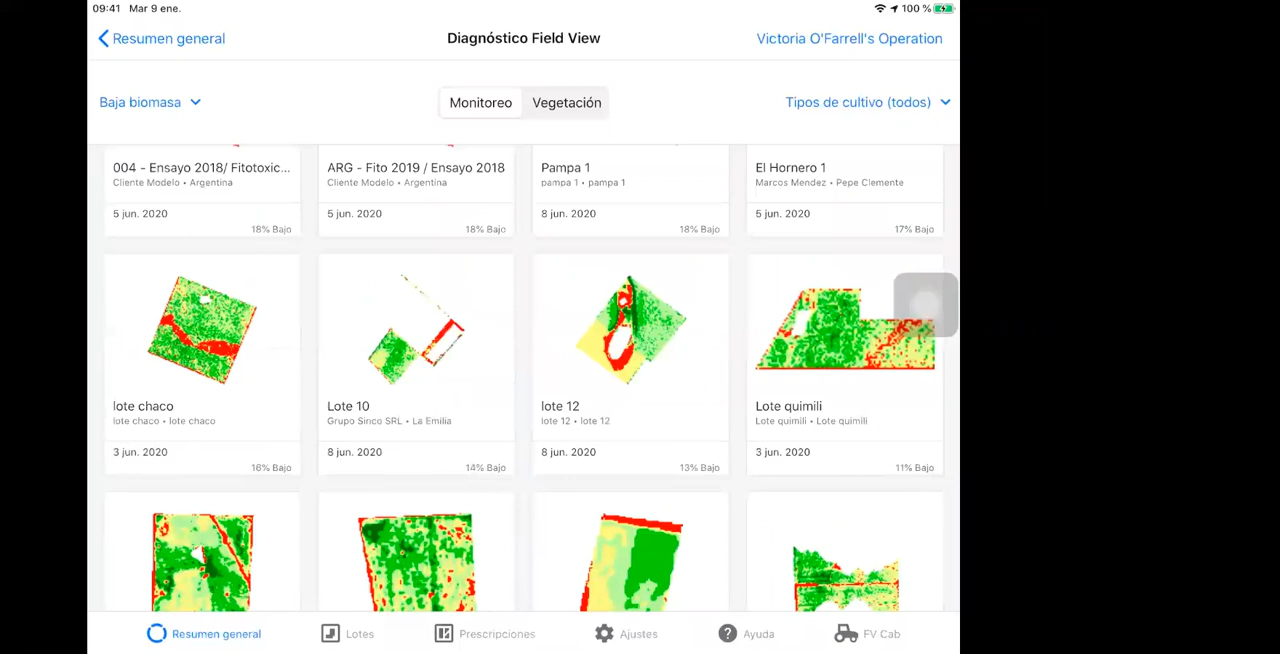 09:41 Mar 9 ene. 100 %
Resumen general Diagnóstico Field View Victoria O'Farrell's Operation
Baja biomasa Monitoreo Vegetación Tipos de cultivo (todos)
004 - Ensayo 2018/ Fitotoxic... ARG - Fito 2019 / Ensayo 2018 Pampa 1 El Hornero 1
Cliente Modelo • Argentina Cliente Modelo • Argentina pampa 1 • pampa 1 Marcos Mendez • Pepe Clemente
5 jun. 2020 5 jun. 2020 8 jun. 2020 5 jun. 2020
18% Bajo 18% Bajo 18% Bajo 17% Bajo
lote chaco Lote 10 lote 12 Lote quimili
lote chaco • lote chaco Grupo Sinco SRL • La Emilia lote 12 • lote 12 Lote quimili • Lote quimili
3 jun. 2020 8 jun. 2020 8 jun. 2020 3 jun. 2020
16% Bajo 14% Bajo 13% Bajo 11% Bajo
Resumen general Lotes Prescripciones Ajustes Ayuda FV Cab